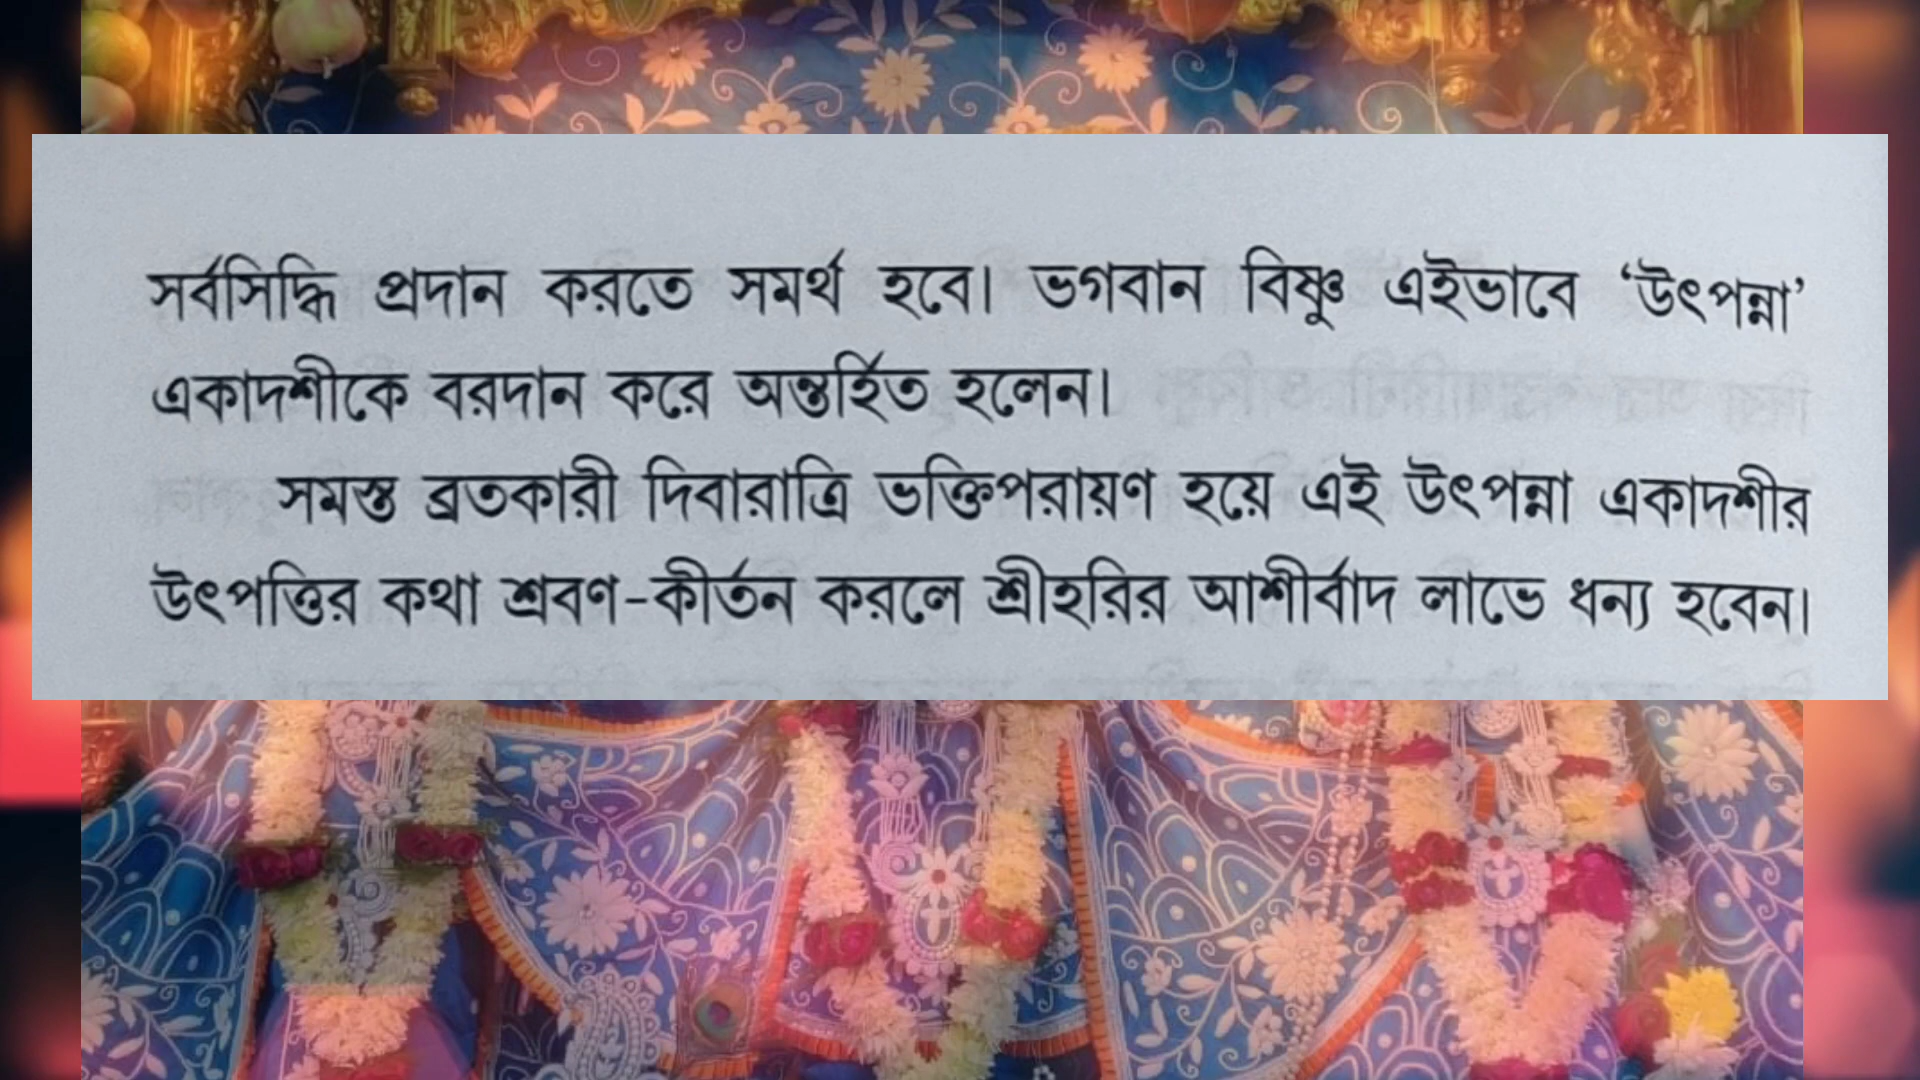 সর্বসিদ্ধি প্রদান করতে সমর্থ হবে। ভগবান বিষ্ণু এইভাবে ‘উৎপন্না’
একাদশীকে বরদান করে অন্তর্হিত হলেন।
সমস্ত ব্রতকারী দিবারাত্রি ভক্তিপরায়ণ হয়ে এই উৎপন্না একাদশীর
উৎপত্তির কথা শ্রবণ-কীর্তন করলে শ্রীহরির আশীর্বাদ লাভে ধন্য হবেন।